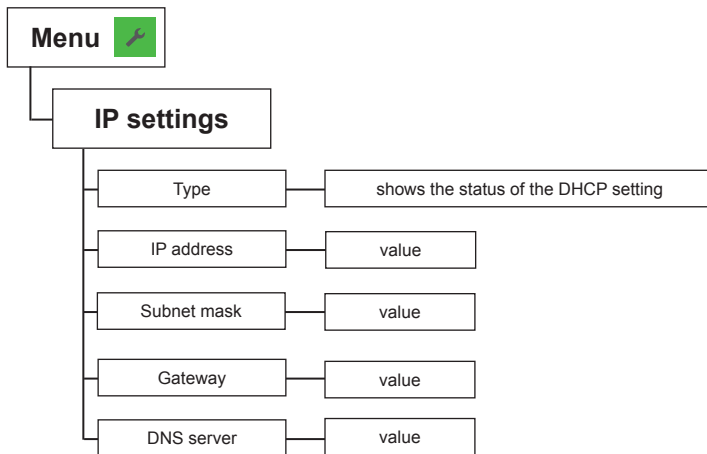 Menu
IP settings
Type
shows the status of the DHCP setting
IP address
value
Subnet mask
value
Gateway
value
DNS server
value